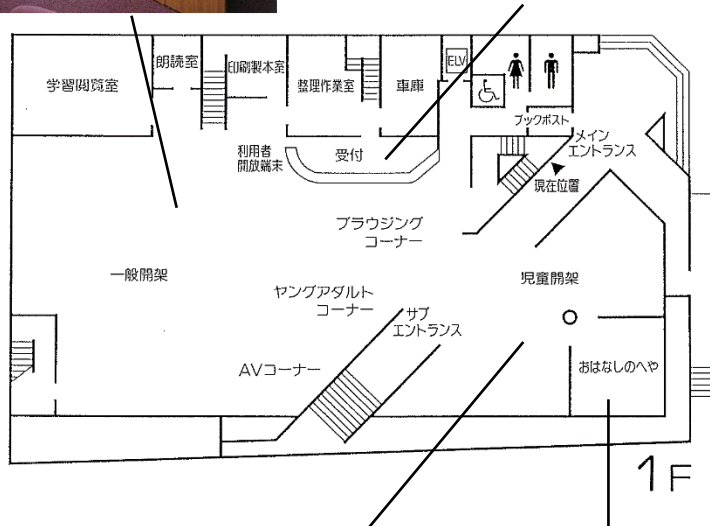 学習閲覧室
朗読室
印刷製本室
整理作業室
車庫
ELV
ブックポスト
メイン
エントランス
利用者
開放端末
受付
現在位置
ブラウジング
コーナー
一般開架
児童開架
ヤングアダルト
コーナー
サブ
エントランス
AVコーナー
おはなしのへや
1F